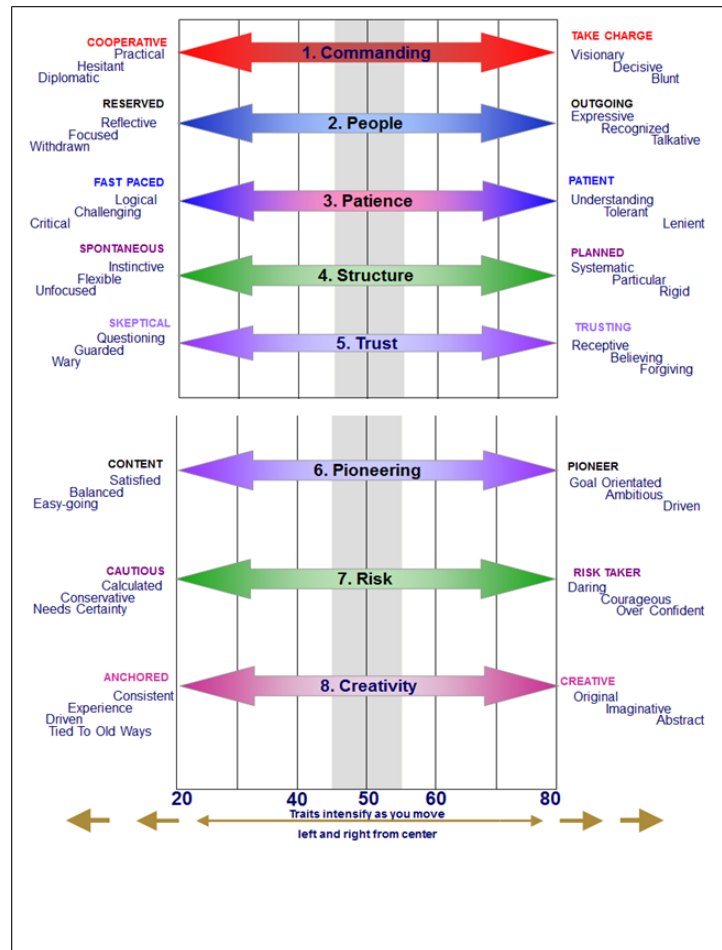 COOPERATIVE
Practical
Hesitant
Diplomatic
1. Commanding
TAKE CHARGE
Visionary
Decisive
Blunt
RESERVED
Reflective
Focused
Withdrawn
2. People
OUTGOING
Expressive
Recognized
Talkative
FAST PACED
Logical
Challenging
Critical
3. Patience
PATIENT
Understanding
Tolerant
Lenient
SPONTANEOUS
Instinctive
Flexible
Unfocused
4. Structure
PLANNED
Systematic
Particular
Rigid
SKEPTICAL
Questioning
Guarded
Wary
5. Trust
TRUSTING
Receptive
Believing
Forgiving
CONTENT
Satisfied
Balanced
Easy-going
6. Pioneering
PIONEER
Goal Orientated
Ambitious
Driven
CAUTIOUS
Calculated
Conservative
Needs Certainty
7. Risk
RISK TAKER
Daring
Courageous
Over Confident
ANCHORED
Consistent
Experience
Driven
Tied To Old Ways
8. Creativity
CREATIVE
Original
Imaginative
Abstract
20 40 50 60 80
Traits intensify as you move
left and right from center